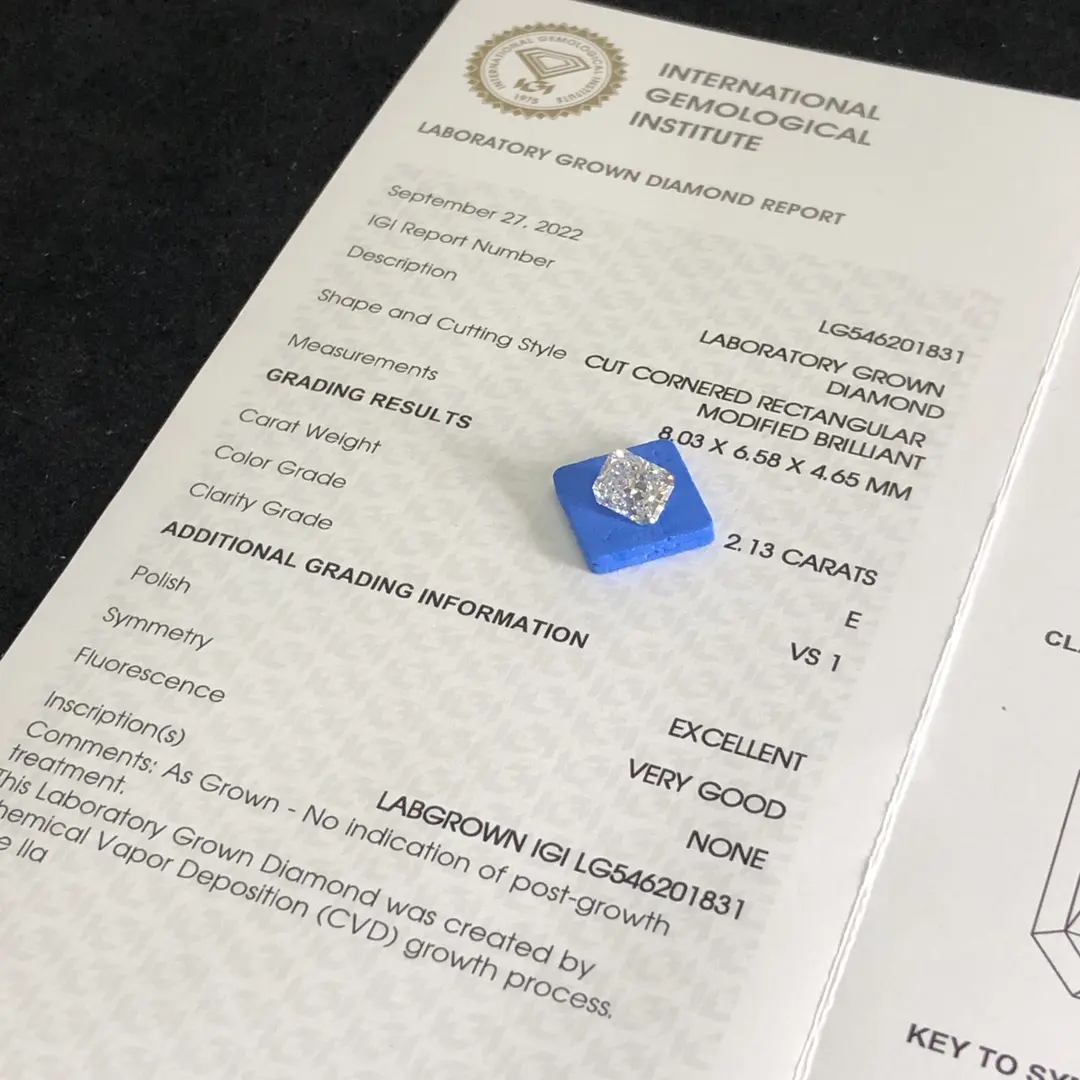 INTERNATIONAL GEMOLOGICAL INSTITUTE
IGI
1975
INTERNATIONAL
GEMOLOGICAL
INSTITUTE
LABORATORY GROWN DIAMOND REPORT
September 27, 2022
IGI Report Number LG546201831
Description LABORATORY GROWN
DIAMOND
Shape and Cutting Style CUT CORNERED RECTANGULAR
MODIFIED BRILLIANT
Measurements 8.03 X 6.58 X 4.65 MM
GRADING RESULTS
Carat Weight 2.13 CARATS
Color Grade E
Clarity Grade VS 1
ADDITIONAL GRADING INFORMATION
Polish EXCELLENT
Symmetry VERY GOOD
Fluorescence NONE
Inscription(s) LABGROWN IGI LG546201831
Comments: As Grown - No indication of post-growth
treatment.
This Laboratory Grown Diamond was created by
hemical Vapor Deposition (CVD) growth process.
e IIa
CL
KEY TO SY